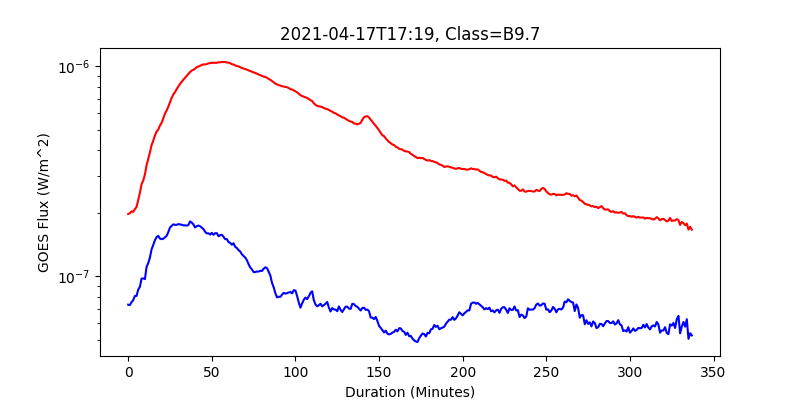 2021-04-17T17:19, Class=B9.7
GOES Flux (W/m^2)
10⁻⁶
10⁻⁷
0 50 100 150 200 250 300 350
Duration (Minutes)